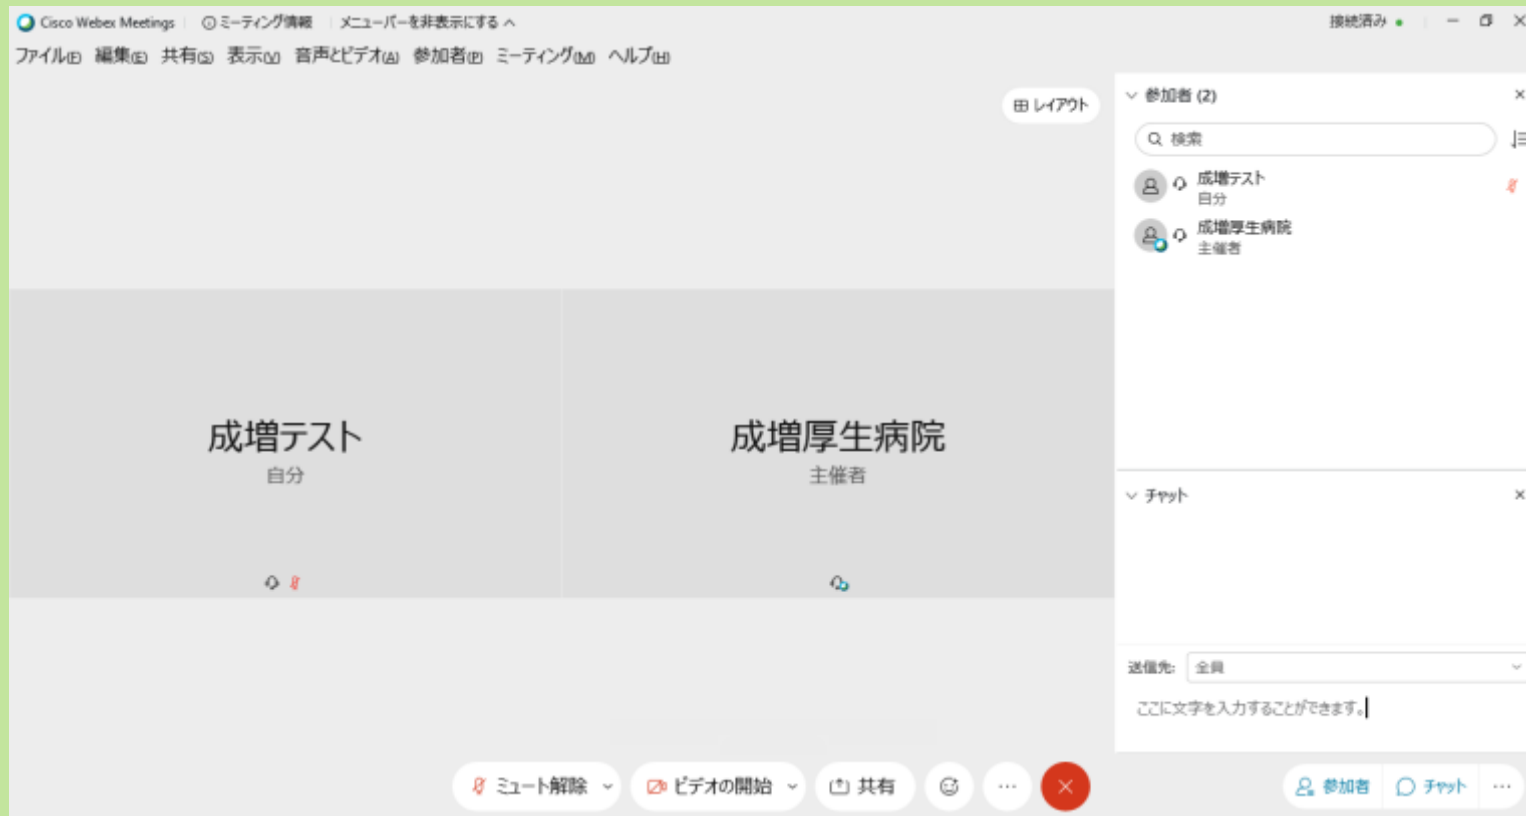 Cisco Webex Meetings ミーティング情報 メニューバーを非表示にする
接続済み
ファイル(F) 編集(E) 共有(S) 表示(V) 音声とビデオ(A) 参加者(P) ミーティング(M) ヘルプ(H)
レイアウト
成増テスト
自分
成増厚生病院
主催者
ミュート解除
ビデオの開始
共有
参加者 (2)
検索
成増テスト
自分
成増厚生病院
主催者
チャット
送信先: 全員
ここに文字を入力することができます。
参加者
チャット